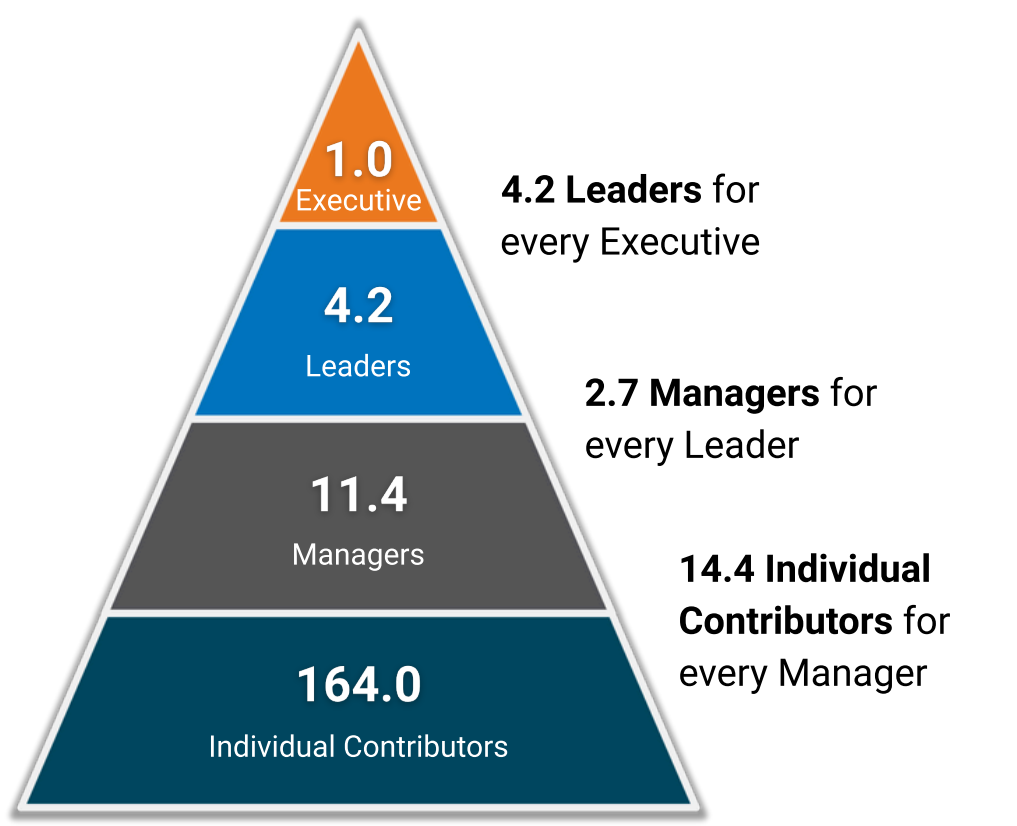 1.0
Executive
4.2 Leaders for
every Executive
4.2
Leaders
2.7 Managers for
every Leader
11.4
Managers
14.4 Individual
Contributors for
every Manager
164.0
Individual Contributors